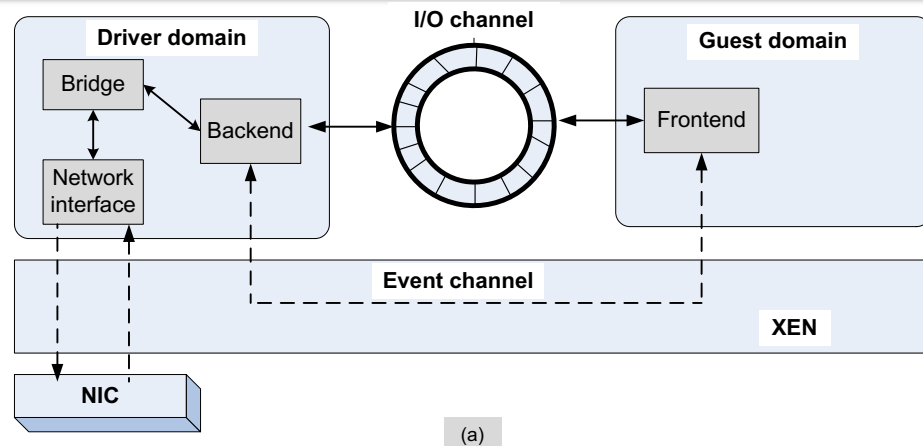 I/O channel
Driver domain
Guest domain
Bridge
Backend
Frontend
Network
interface
Event channel
XEN
NIC
(a)